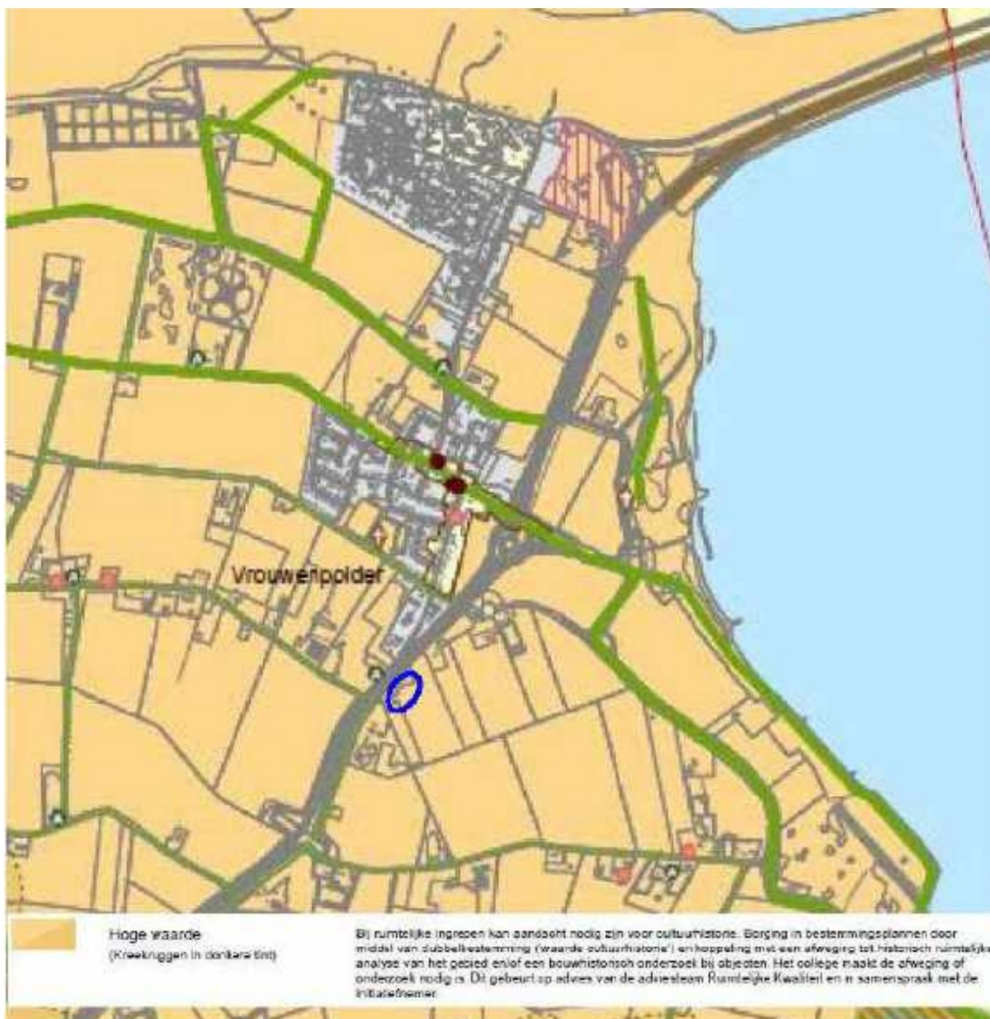 Vrouwenpolder
Hoge waarde
(Kreekruggen in donkere tint)
Bij ruimtelijke ingrepen kan aandacht nodig zijn voor cultuurhistorie. Borging in bestemmingsplannen door
middel van dubbelbestemming ('waarde cultuurhistorie') en koppeling met een afweging tot historisch ruimtelijke
analyse van het gebied en/of een bouwhistorisch onderzoek bij objecten. Het college maakt de afweging of
onderzoek nodig is. Dit gebeurt op advies van de adviesteam Ruimtelijke Kwaliteit en in samenspraak met de
initiatiefnemer.